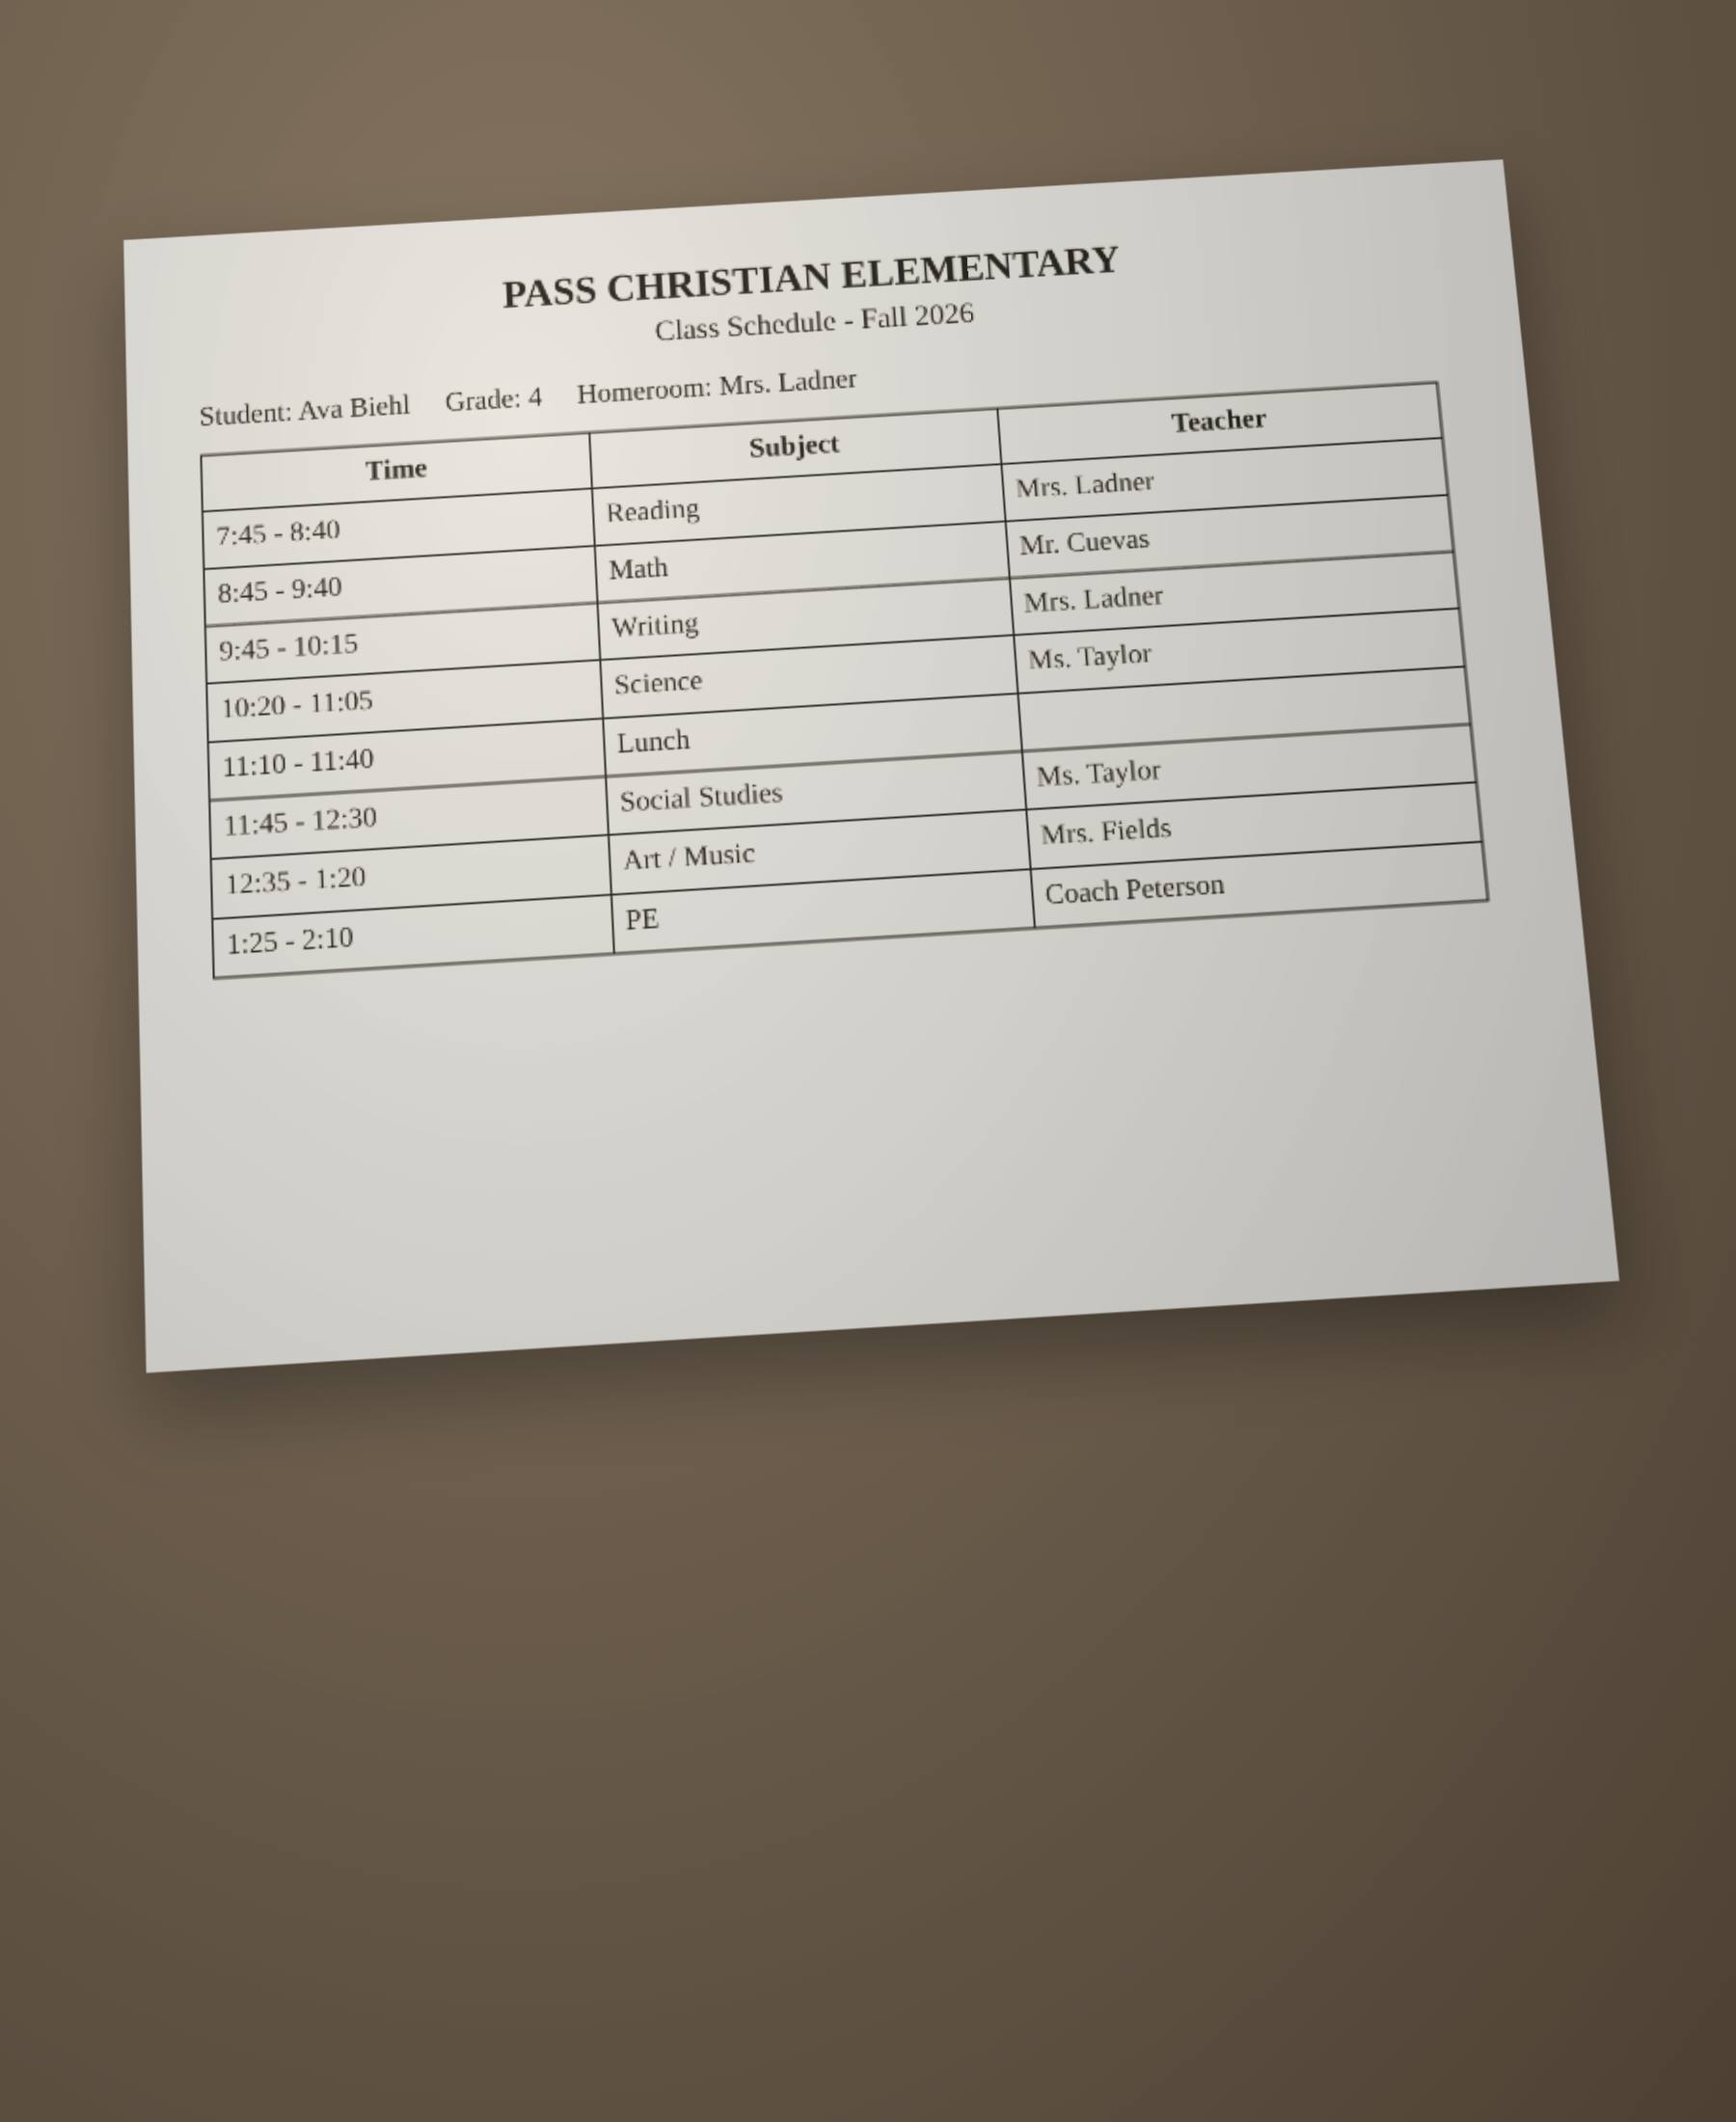 PASS CHRISTIAN ELEMENTARY
Class Schedule - Fall 2026
Student: Ava Biehl Grade: 4 Homeroom: Mrs. Ladner
Time Subject Teacher
7:45 - 8:40 Reading Mrs. Ladner
8:45 - 9:40 Math Mr. Cuevas
9:45 - 10:15 Writing Mrs. Ladner
10:20 - 11:05 Science Ms. Taylor
11:10 - 11:40 Lunch
11:45 - 12:30 Social Studies Ms. Taylor
12:35 - 1:20 Art / Music Mrs. Fields
1:25 - 2:10 PE Coach Peterson